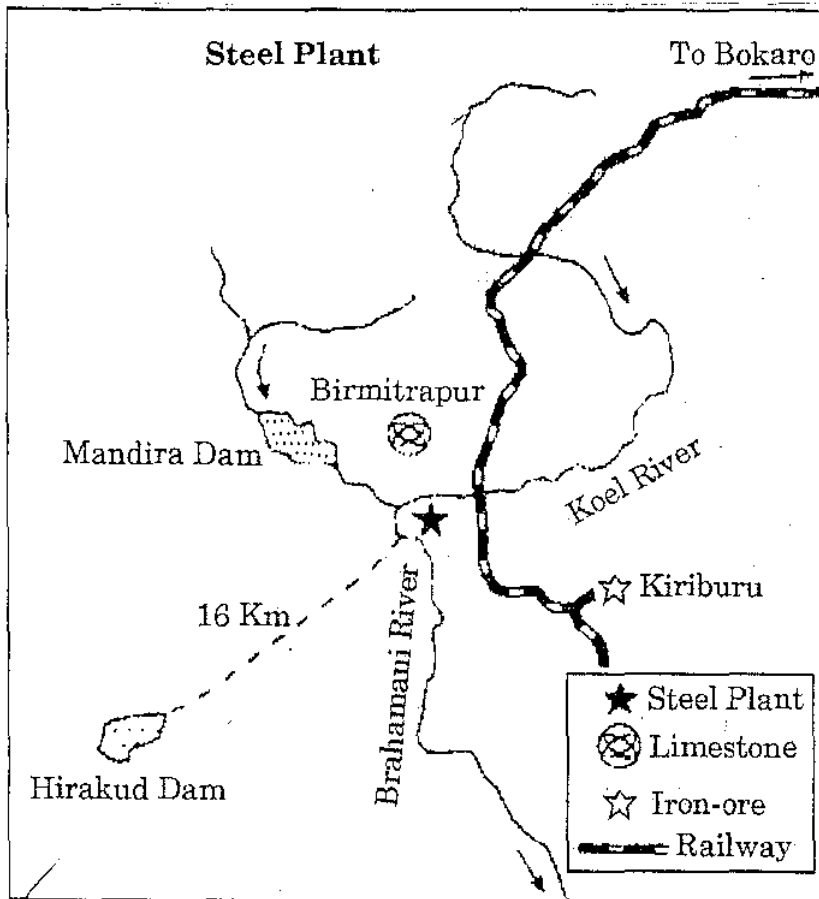 Steel Plant
To Bokaro
Birmitrapur
Mandira Dam
Koel River
16 Km
Brahamani River
Kiriburu
Hirakud Dam
Steel Plant
Limestone
Iron-ore
Railway